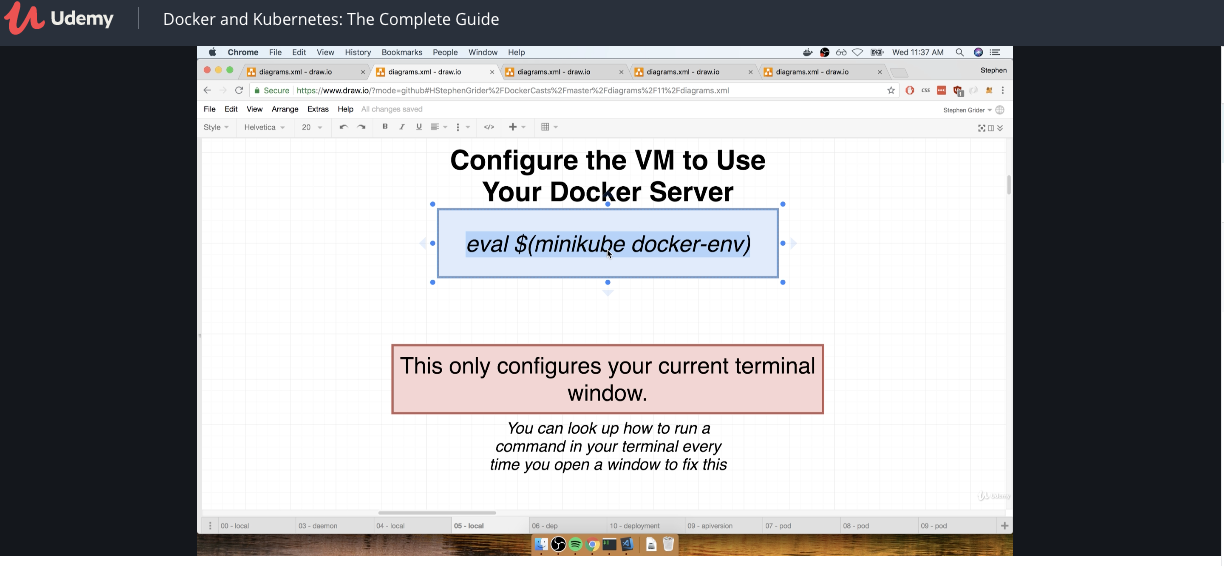 Udemy
Docker and Kubernetes: The Complete Guide
Chrome File Edit View History Bookmarks People Window Help
Wed 11:37 AM
diagrams.xml - draw.io
diagrams.xml - draw.io
diagrams.xml - draw.io
diagrams.xml - draw.io
diagrams.xml - draw.io
Stephen
Secure https://www.draw.io/?mode=github#HStephenGrider%2FDockerCasts%2Fmaster%2Fdiagrams%2F11%2Fdiagrams.xml
File Edit View Arrange Extras Help All changes saved
Stephen Grider
Style Helvetica 20 B I U
Configure the VM to Use
Your Docker Server
eval $(minikube docker-env)
This only configures your current terminal
window.
You can look up how to run a
command in your terminal every
time you open a window to fix this
Udemy
00 - local 03 - daemon 04 - local 05 - local 06 - dep 10 - deployment 09 - apiversion 07 - pod 08 - pod 09 - pod